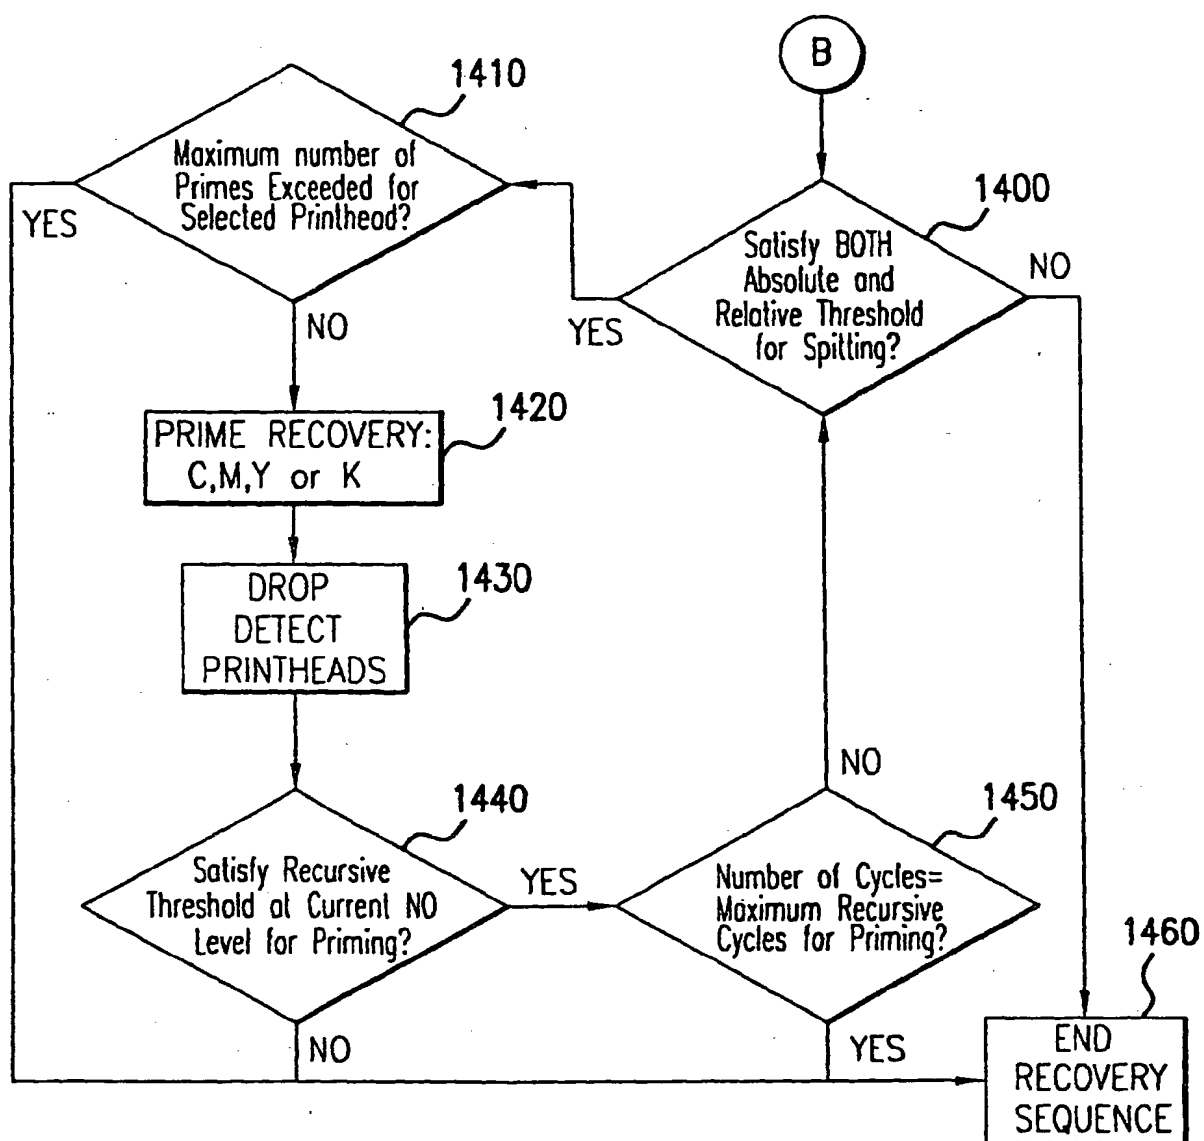 B
1410
Maximum number of
Primes Exceeded for
Selected Printhead?
YES
NO
1400
Satisfy BOTH
Absolute and
Relative Threshold
for Spitting?
NO
YES
1420
PRIME RECOVERY:
C,M,Y or K
1430
DROP
DETECT
PRINTHEADS
1440
Satisfy Recursive
Threshold at Current NO
Level for Priming?
YES
NO
1450
Number of Cycles=
Maximum Recursive
Cycles for Priming?
NO
YES
1460
END
RECOVERY
SEQUENCE